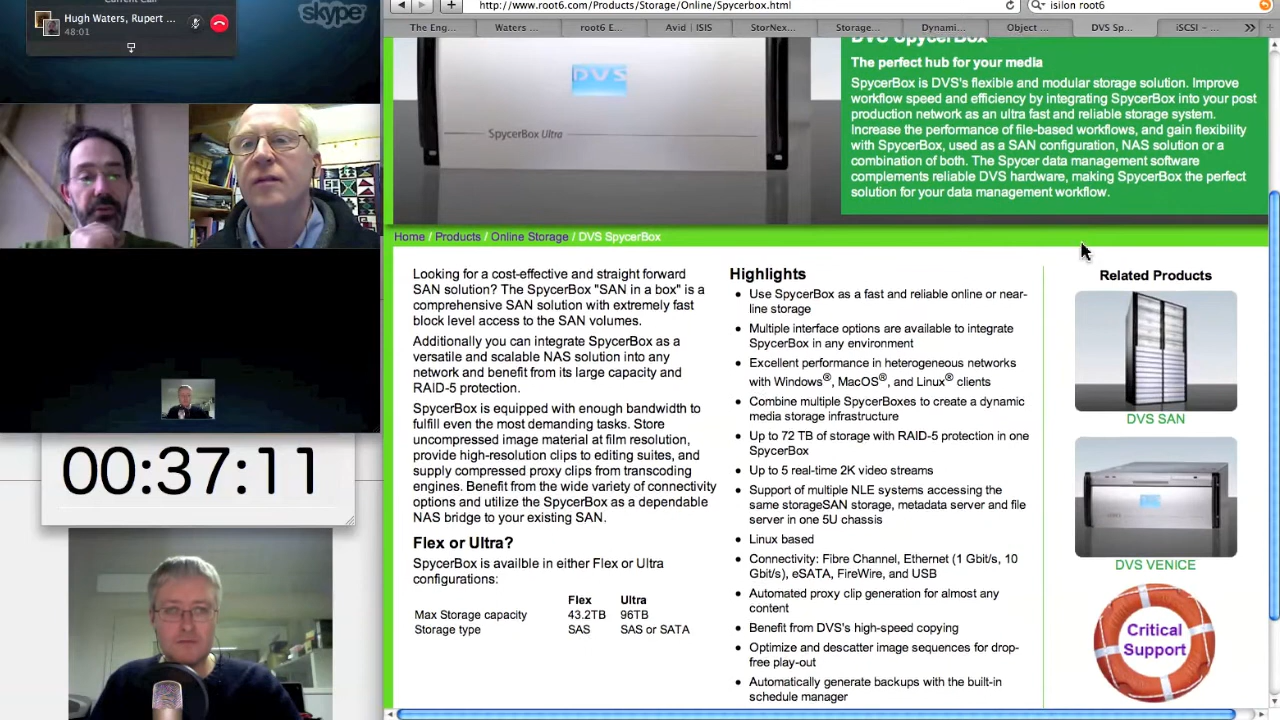 Current Call
Hugh Waters, Rupert ...
48:01
skype
00:37:11
http://www.root6.com/Products/Storage/Online/Spycerbox.html
isilon root6
The Eng...
Waters ...
root6 E...
Avid | ISIS
StorNex...
Storage...
Dynami...
Object ...
DVS Sp...
iSCSI – ...
DVS
SpycerBox Ultra
DVS SpycerBox
The perfect hub for your media
SpycerBox is DVS's flexible and modular storage solution. Improve
workflow speed and efficiency by integrating SpycerBox into your post
production network as an ultra fast and reliable storage system.
Increase the performance of file-based workflows, and gain flexibility
with SpycerBox, used as a SAN configuration, NAS solution or a
combination of both. The Spycer data management software
complements reliable DVS hardware, making SpycerBox the perfect
solution for your data management workflow.
Home / Products / Online Storage / DVS SpycerBox
Looking for a cost-effective and straight forward
SAN solution? The SpycerBox "SAN in a box" is a
comprehensive SAN solution with extremely fast
block level access to the SAN volumes.
Additionally you can integrate SpycerBox as a
versatile and scalable NAS solution into any
network and benefit from its large capacity and
RAID-5 protection.
SpycerBox is equipped with enough bandwidth to
fulfill even the most demanding tasks. Store
uncompressed image material at film resolution,
provide high-resolution clips to editing suites, and
supply compressed proxy clips from transcoding
engines. Benefit from the wide variety of connectivity
options and utilize the SpycerBox as a dependable
NAS bridge to your existing SAN.
Flex or Ultra?
SpycerBox is availble in either Flex or Ultra
configurations:
Flex Ultra
Max Storage capacity 43.2TB 96TB
Storage type SAS SAS or SATA
Highlights
Use SpycerBox as a fast and reliable online or near-
line storage
Multiple interface options are available to integrate
SpycerBox in any environment
Excellent performance in heterogeneous networks
with Windows®, MacOS®, and Linux® clients
Combine multiple SpycerBoxes to create a dynamic
media storage infrastructure
Up to 72 TB of storage with RAID-5 protection in one
SpycerBox
Up to 5 real-time 2K video streams
Support of multiple NLE systems accessing the
same storageSAN storage, metadata server and file
server in one 5U chassis
Linux based
Connectivity: Fibre Channel, Ethernet (1 Gbit/s, 10
Gbit/s), eSATA, FireWire, and USB
Automated proxy clip generation for almost any
content
Benefit from DVS's high-speed copying
Optimize and descatter image sequences for drop-
free play-out
Automatically generate backups with the built-in
schedule manager
Related Products
DVS SAN
DVS VENICE
Critical
Support